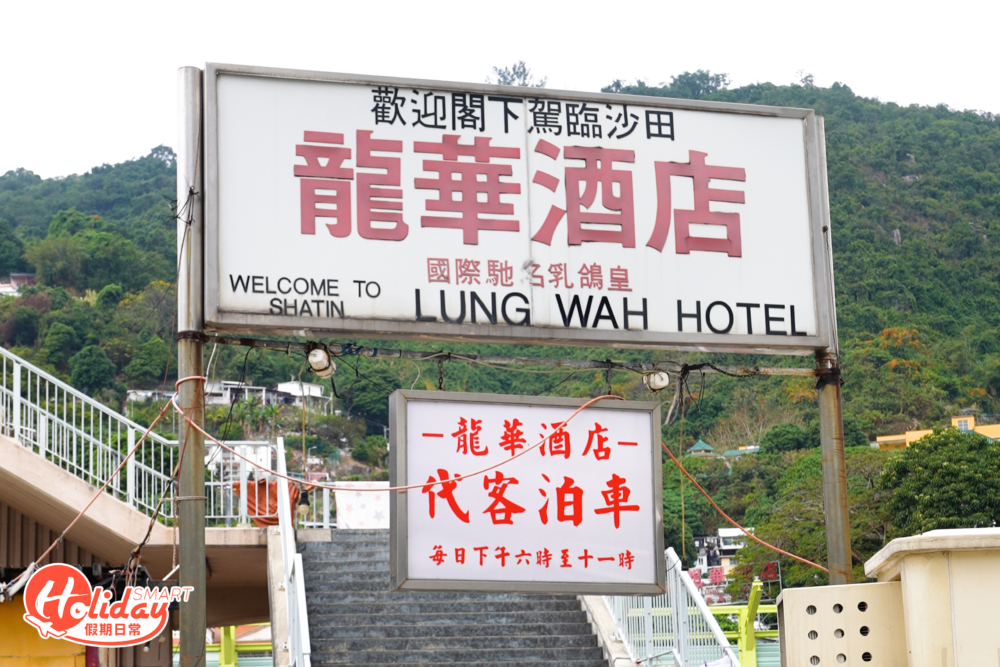 歡迎閣下駕臨沙田
龍華酒店
國際馳名乳鴿皇
WELCOME TO
SHATIN
LUNG WAH HOTEL
－龍華酒店－
代客泊車
每日下午六時至十一時
Holiday SMART
假期日常